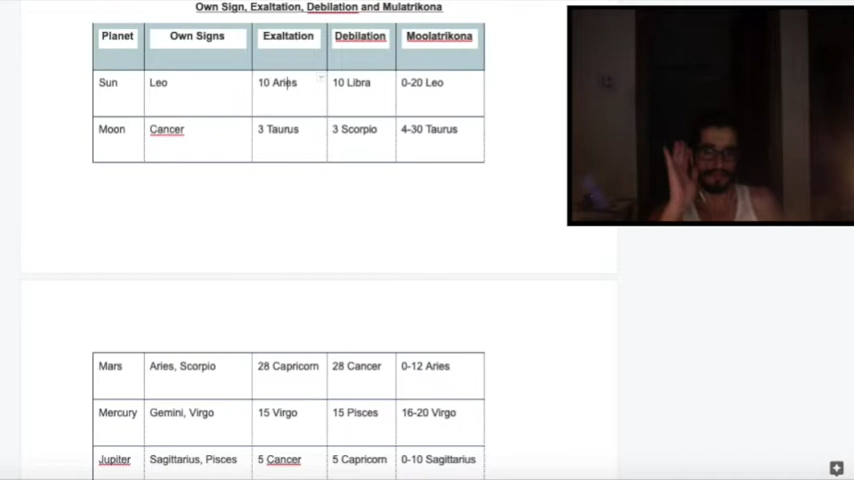 Own Sign, Exaltation, Debilation and Mulatrikona
Planet Own Signs Exaltation Debilation Moolatrikona
Sun Leo 10 Aries 10 Libra 0-20 Leo
Moon Cancer 3 Taurus 3 Scorpio 4-30 Taurus
Mars Aries, Scorpio 28 Capricorn 28 Cancer 0-12 Aries
Mercury Gemini, Virgo 15 Virgo 15 Pisces 16-20 Virgo
Jupiter Sagittarius, Pisces 5 Cancer 5 Capricorn 0-10 Sagittarius